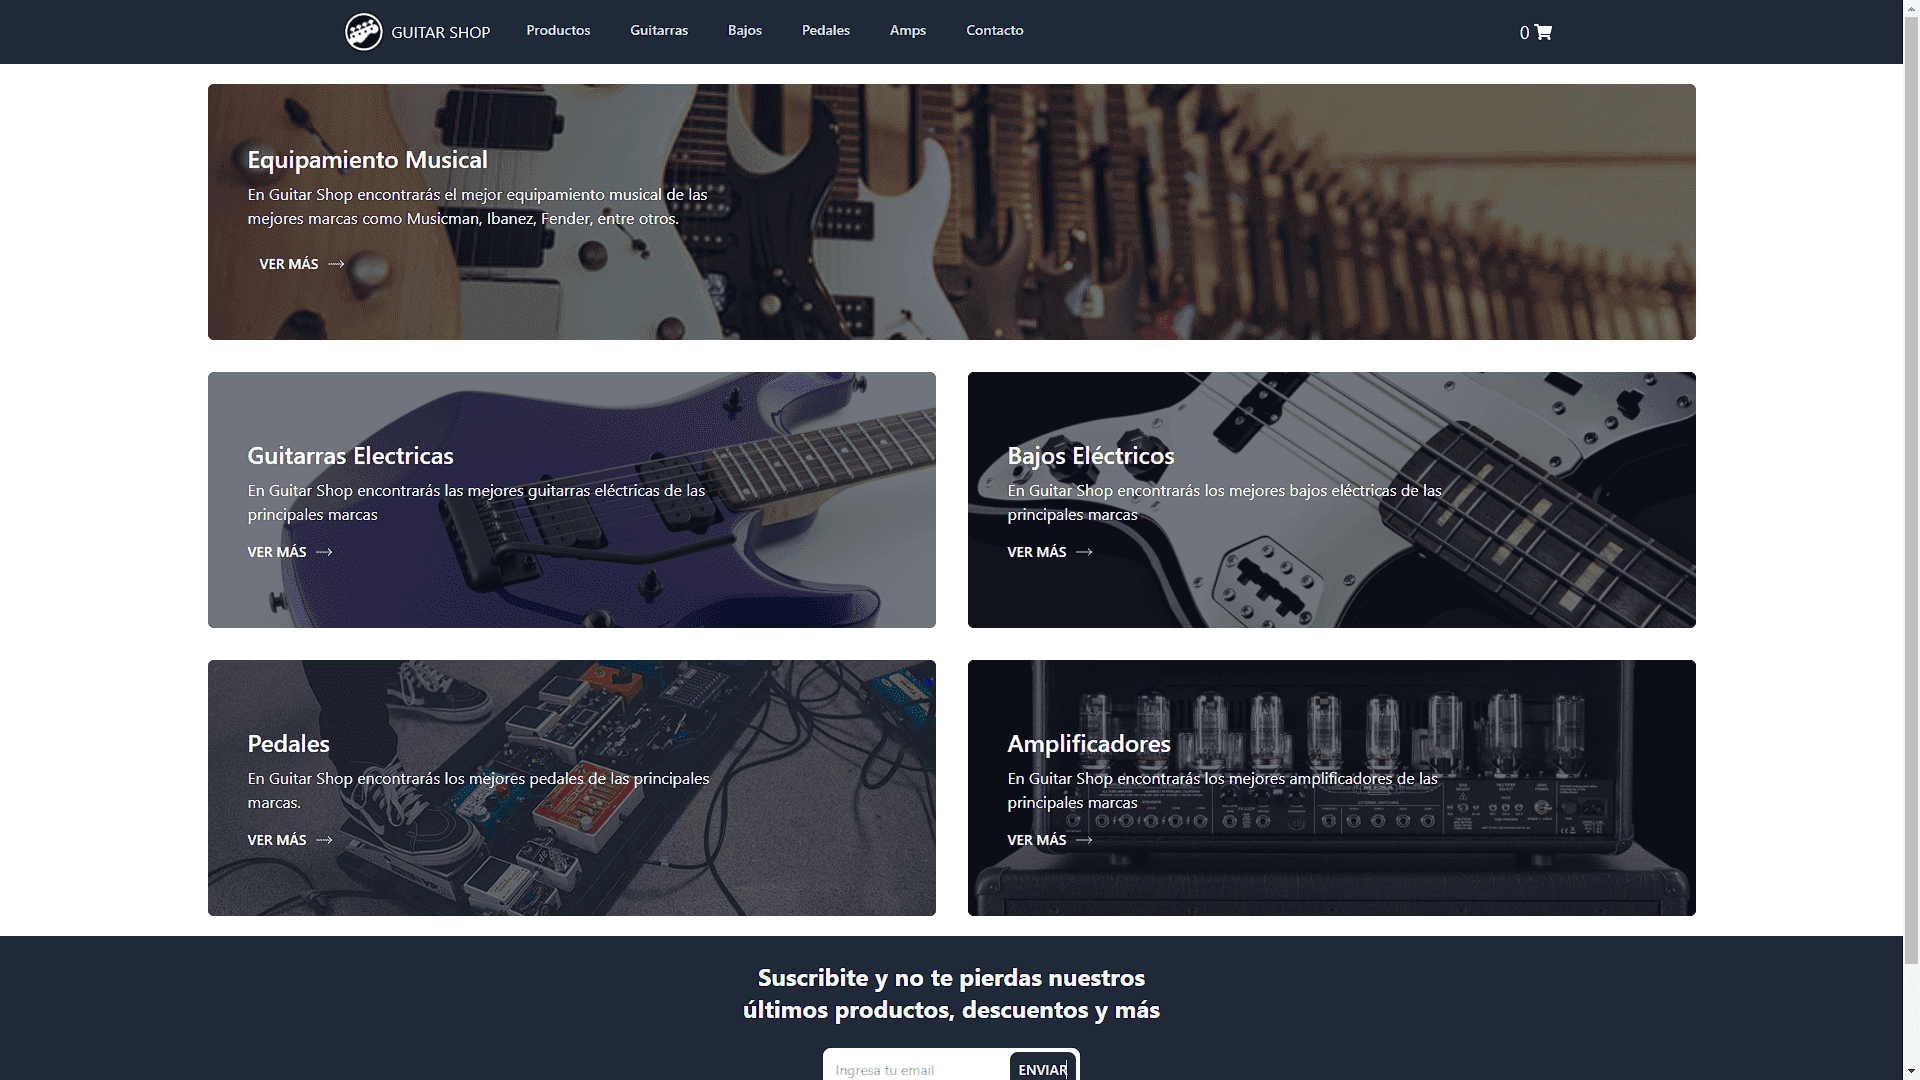 GUITAR SHOP
Productos
Guitarras
Bajos
Pedales
Amps
Contacto
0
Equipamiento Musical
En Guitar Shop encontrarás el mejor equipamiento musical de las
mejores marcas como Musicman, Ibanez, Fender, entre otros.
VER MÁS
Guitarras Electricas
En Guitar Shop encontrarás las mejores guitarras eléctricas de las
principales marcas
VER MÁS
Bajos Eléctricos
En Guitar Shop encontrarás los mejores bajos eléctricos de las
principales marcas
VER MÁS
Pedales
En Guitar Shop encontrarás los mejores pedales de las principales
marcas.
VER MÁS
Amplificadores
En Guitar Shop encontrarás los mejores amplificadores de las
principales marcas
VER MÁS
Suscribite y no te pierdas nuestros
últimos productos, descuentos y más
Ingresa tu email
ENVIAR